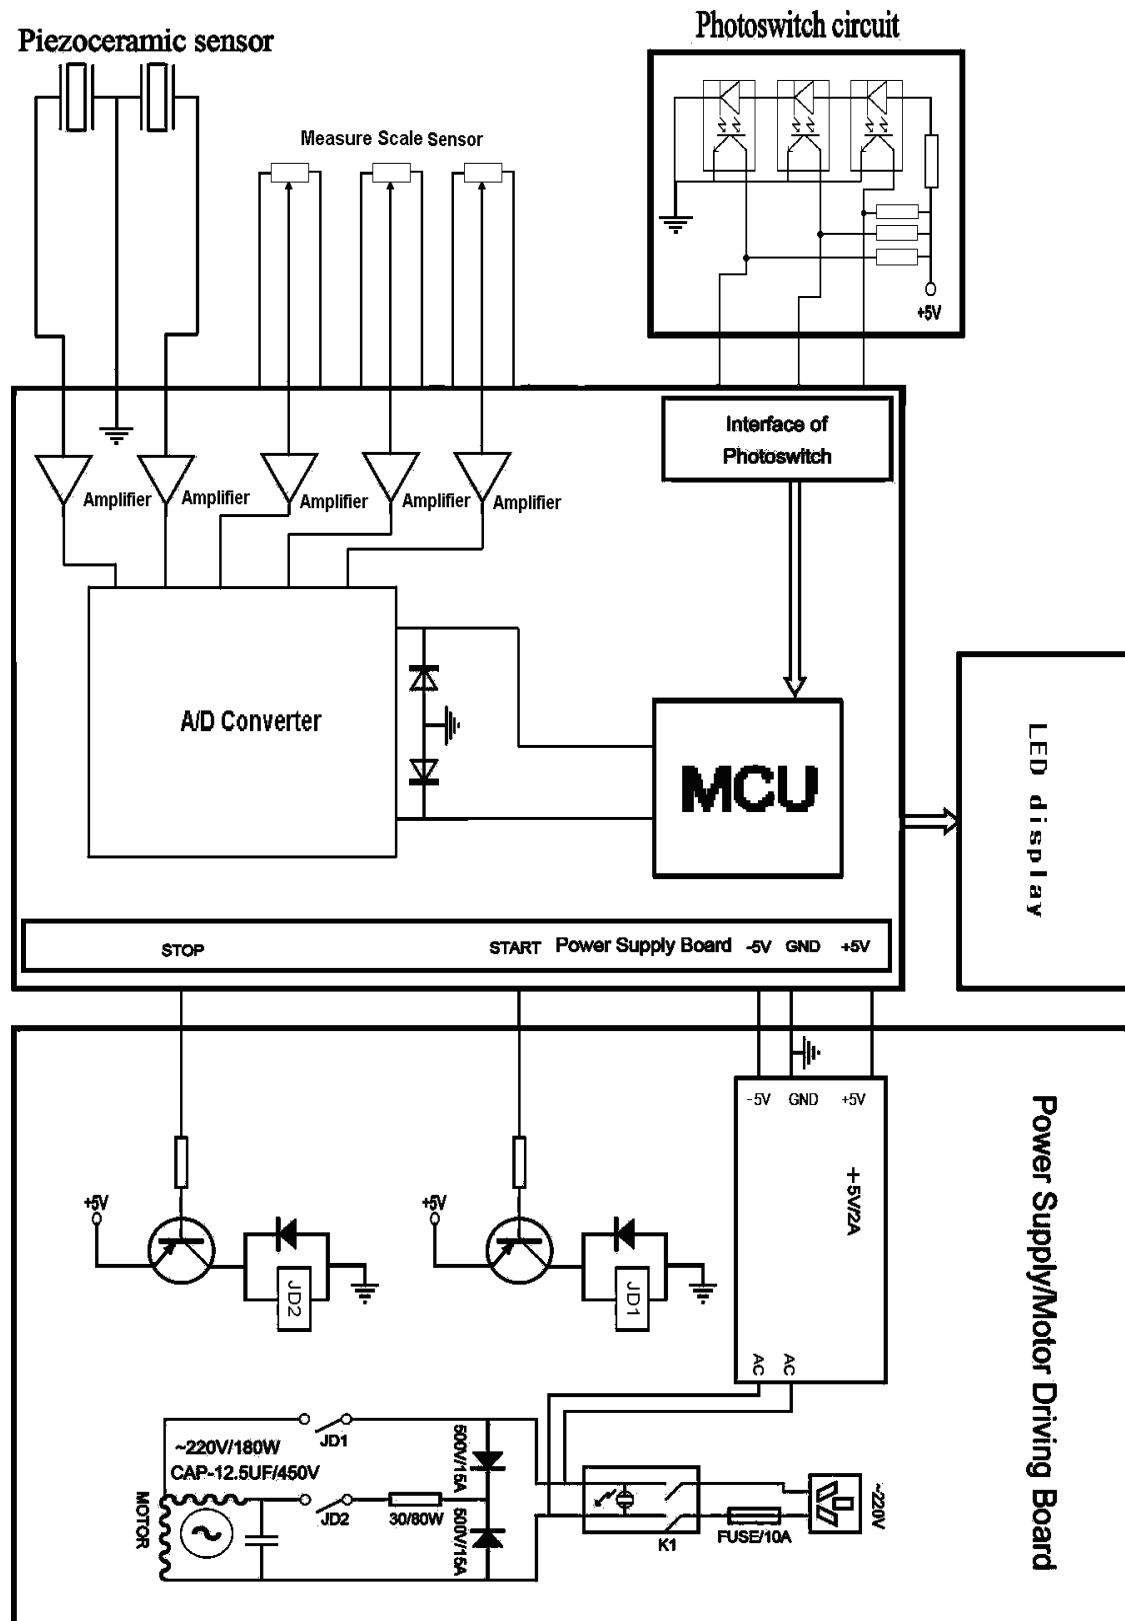 Photoswitch circuit
Piezoceramic sensor
Measure Scale Sensor
+5V
Interface of
Photoswitch
Amplifier
Amplifier
Amplifier
Amplifier
Amplifier
A/D Converter
MCU
LED display
STOP
START
Power Supply Board
-5V
GND
+5V
-5V
GND
+5V
+5V/2A
AC
AC
Power Supply/Motor Driving Board
+5V
JD2
+5V
JD1
~220V/180W
CAP-12.5UF/450V
MOTOR
JD1
JD2
30/80W
500V/15A
500V/15A
K1
FUSE/10A
~220V